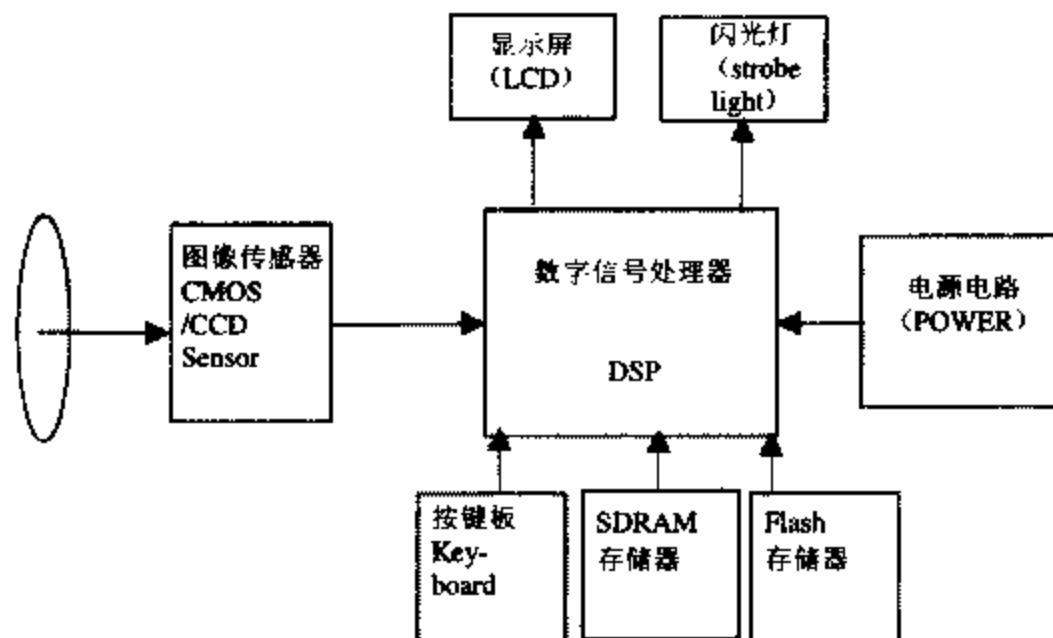 显示屏
（LCD）
闪光灯
（strobe
light）
图像传感器
CMOS
/CCD
Sensor
数字信号处理器
DSP
电源电路
（POWER）
按键板
Key-
board
SDRAM
存储器
Flash
存储器